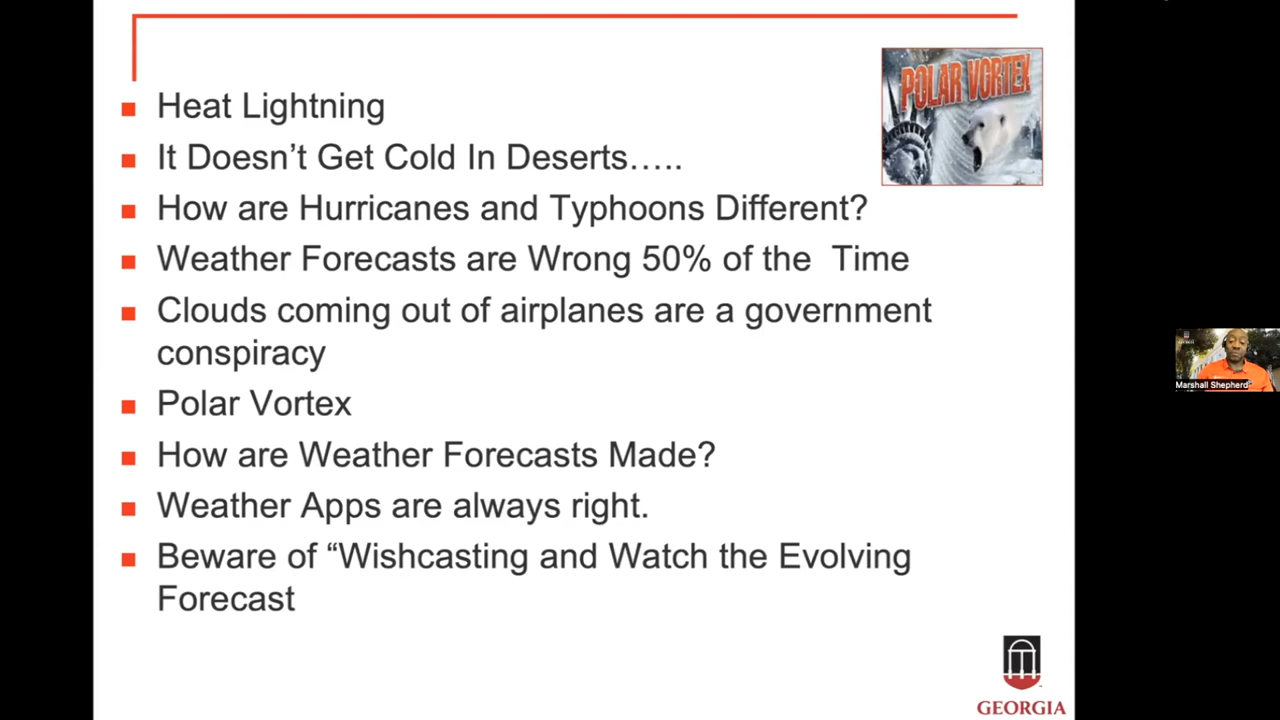 POLAR VORTEX
Heat Lightning
It Doesn’t Get Cold In Deserts…..
How are Hurricanes and Typhoons Different?
Weather Forecasts are Wrong 50% of the  Time
Clouds coming out of airplanes are a government
conspiracy
Polar Vortex
How are Weather Forecasts Made?
Weather Apps are always right.
Beware of “Wishcasting and Watch the Evolving
Forecast
Marshall Shepherd
GEORGIA